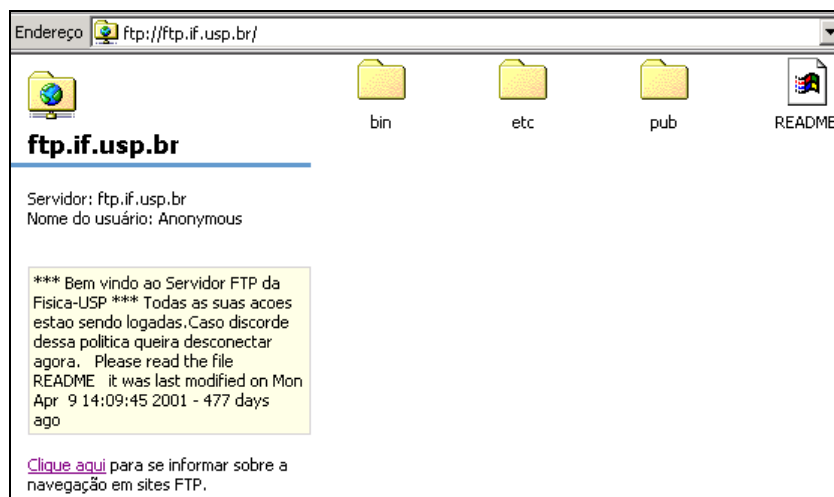 Endereço ftp://ftp.if.usp.br/
bin etc pub README
ftp.if.usp.br
Servidor: ftp.if.usp.br
Nome do usuário: Anonymous
*** Bem vindo ao Servidor FTP da
Fisica-USP *** Todas as suas acoes
estao sendo logadas.Caso discorde
dessa politica queira desconectar
agora. Please read the file
README it was last modified on Mon
Apr 9 14:09:45 2001 - 477 days
ago
Clique aqui para se informar sobre a
navegação em sites FTP.